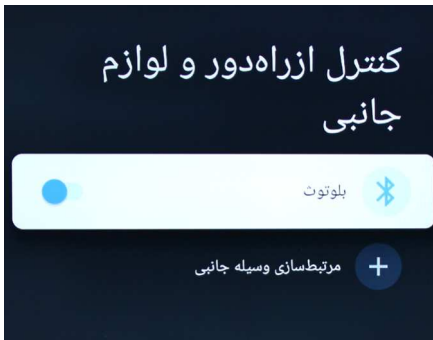 کنترل ازراه‌دور و لوازم
جانبی
بلوتوث
مرتبط‌سازی وسیله جانبی